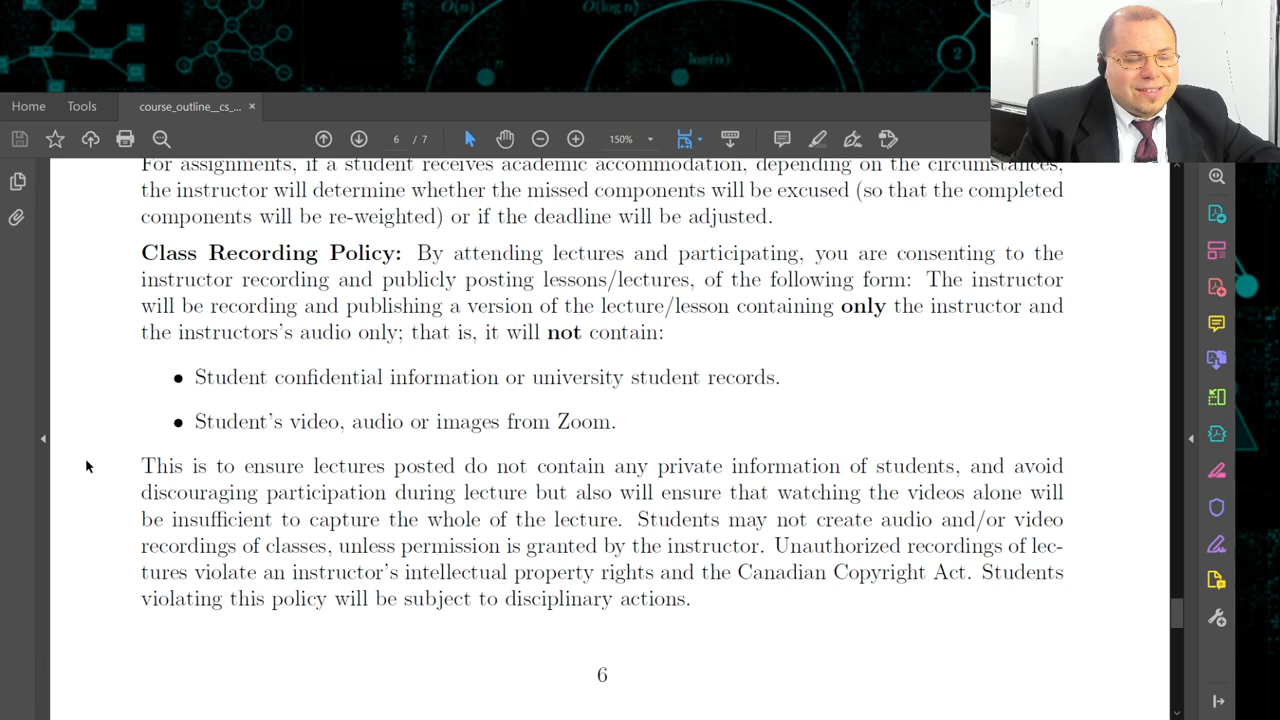 O(n)
O(log n)
log(n)
2
Home
Tools
course_outline__cs_... ×
6 / 7
150%
For assignments, if a student receives academic accommodation, depending on the circumstances,
the instructor will determine whether the missed components will be excused (so that the completed
components will be re-weighted) or if the deadline will be adjusted.
Class Recording Policy: By attending lectures and participating, you are consenting to the
instructor recording and publicly posting lessons/lectures, of the following form: The instructor
will be recording and publishing a version of the lecture/lesson containing only the instructor and
the instructors's audio only; that is, it will not contain:
• Student confidential information or university student records.
• Student's video, audio or images from Zoom.
This is to ensure lectures posted do not contain any private information of students, and avoid
discouraging participation during lecture but also will ensure that watching the videos alone will
be insufficient to capture the whole of the lecture. Students may not create audio and/or video
recordings of classes, unless permission is granted by the instructor. Unauthorized recordings of lec-
tures violate an instructor's intellectual property rights and the Canadian Copyright Act. Students
violating this policy will be subject to disciplinary actions.
6